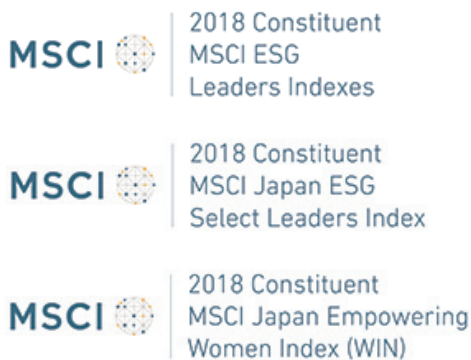 MSCI
2018 Constituent
MSCI ESG
Leaders Indexes
MSCI
2018 Constituent
MSCI Japan ESG
Select Leaders Index
MSCI
2018 Constituent
MSCI Japan Empowering
Women Index (WIN)